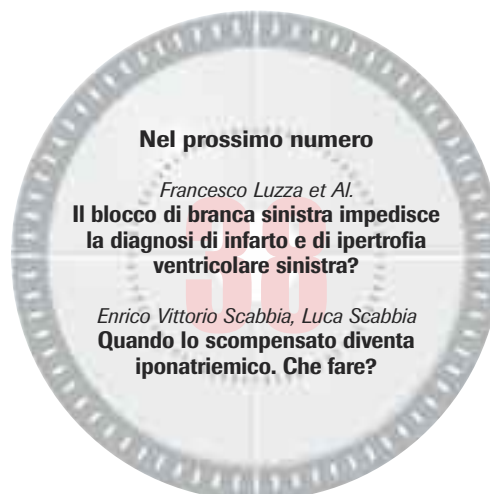 Nel prossimo numero
38
Francesco Luzza et Al.
Il blocco di branca sinistra impedisce
la diagnosi di infarto e di ipertrofia
ventricolare sinistra?
Enrico Vittorio Scabbia, Luca Scabbia
Quando lo scompensato diventa
iponatriemico. Che fare?